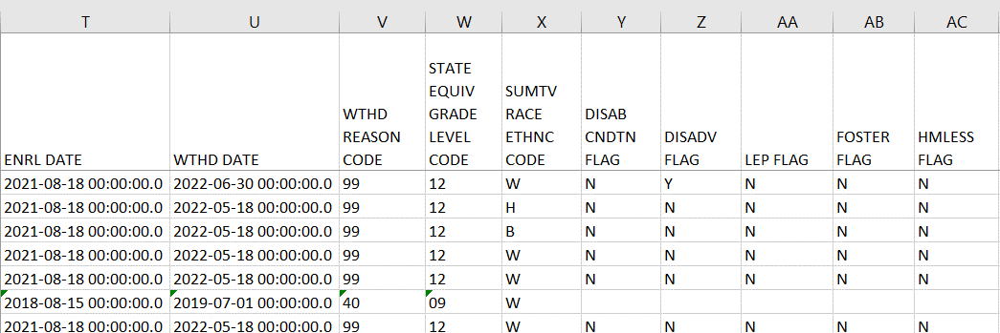 T U V W X Y Z AA AB AC
STATE
EQUIV SUMTV
WTHD GRADE RACE DISAB
REASON LEVEL ETHNC CNDTN DISADV FOSTER HMLESS
ENRL DATE WTHD DATE CODE CODE CODE FLAG FLAG LEP FLAG FLAG FLAG
2021-08-18 00:00:00.0 2022-06-30 00:00:00.0 99 12 W N Y N N N
2021-08-18 00:00:00.0 2022-05-18 00:00:00.0 99 12 H N N N N N
2021-08-18 00:00:00.0 2022-05-18 00:00:00.0 99 12 B N N N N N
2021-08-18 00:00:00.0 2022-05-18 00:00:00.0 99 12 W N N N N N
2021-08-18 00:00:00.0 2022-05-18 00:00:00.0 99 12 W N N N N N
2018-08-15 00:00:00.0 2019-07-01 00:00:00.0 40 09 W
2021-08-18 00:00:00.0 2022-05-18 00:00:00.0 99 12 W N N N N N